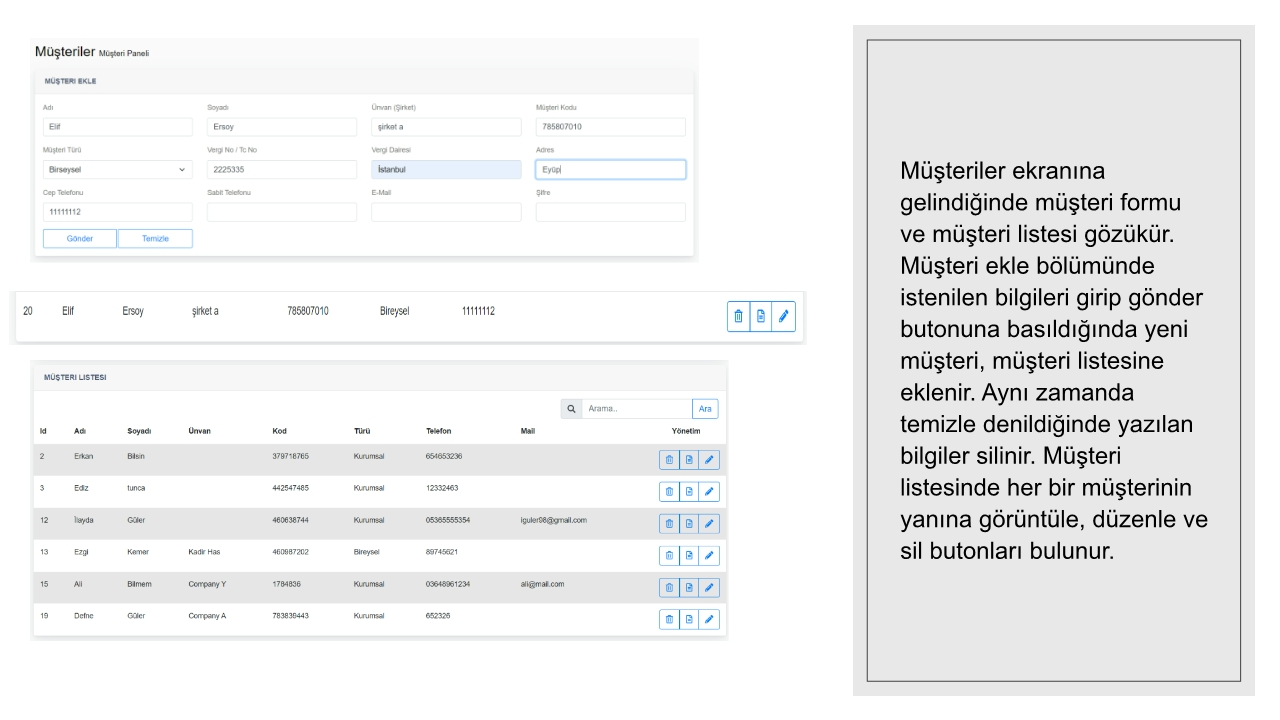 Müşteriler Müşteri Paneli
MÜŞTERI EKLE
Adı Soyadı Ünvan (Şirket) Müşteri Kodu
Elif Ersoy şirket a 785807010
Müşteri Türü Vergi No / Tc No Vergi Dairesi Adres
Birseysel 2225335 İstanbul Eyüp
Cep Telefonu Sabit Telefonu E-Mail Şifre
11111112
Gönder Temizle
20 Elif Ersoy şirket a 785807010 Bireysel 11111112
MÜŞTERI LISTESI
Arama.. Ara
Id Adı Soyadı Ünvan Kod Türü Telefon Mail Yönetim
2 Erkan Bilsin 379718765 Kurumsal 654653236
3 Ediz tunca 442547485 Kurumsal 12332463
12 İlayda Güler 460638744 Kurumsal 05365555354 iguler98@gmail.com
13 Ezgi Kemer Kadir Has 460987202 Bireysel 89745621
15 Ali Bilmem Company Y 1784836 Kurumsal 03648961234 ali@mail.com
19 Defne Güler Company A 783839443 Kurumsal 652326
Müşteriler ekranına
gelindiğinde müşteri formu
ve müşteri listesi gözükür.
Müşteri ekle bölümünde
istenilen bilgileri girip gönder
butonuna basıldığında yeni
müşteri, müşteri listesine
eklenir. Aynı zamanda
temizle denildiğinde yazılan
bilgiler silinir. Müşteri
listesinde her bir müşterinin
yanına görüntüle, düzenle ve
sil butonları bulunur.